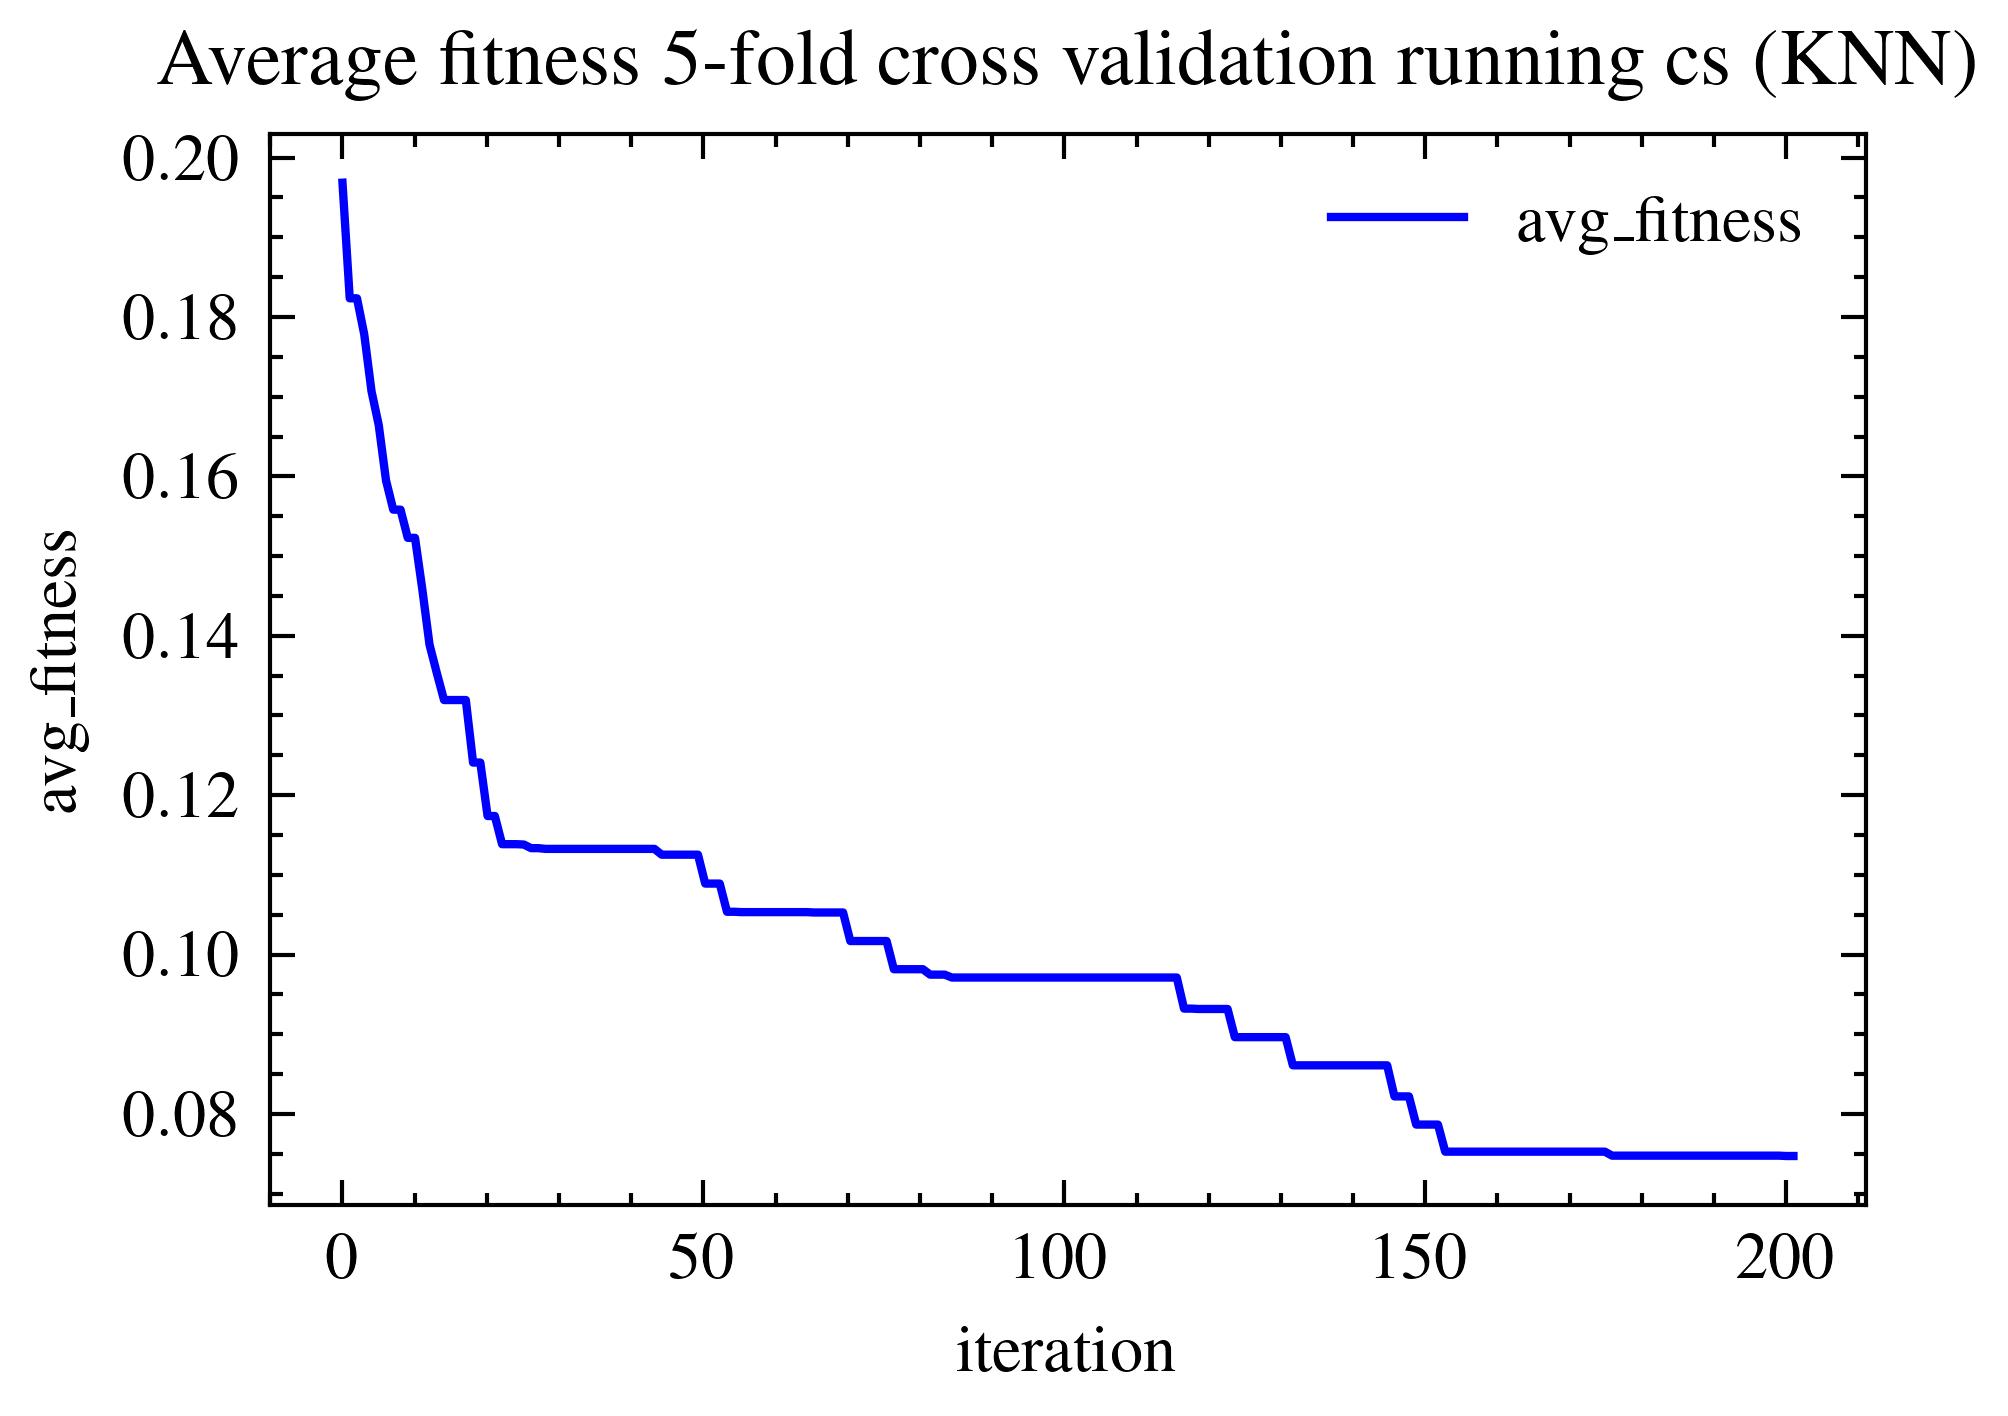 Average fitness 5-fold cross validation running cs (KNN)
avg_fitness
0.20
0.18
0.16
0.14
0.12
0.10
0.08
avg_fitness
0 50 100 150 200
iteration